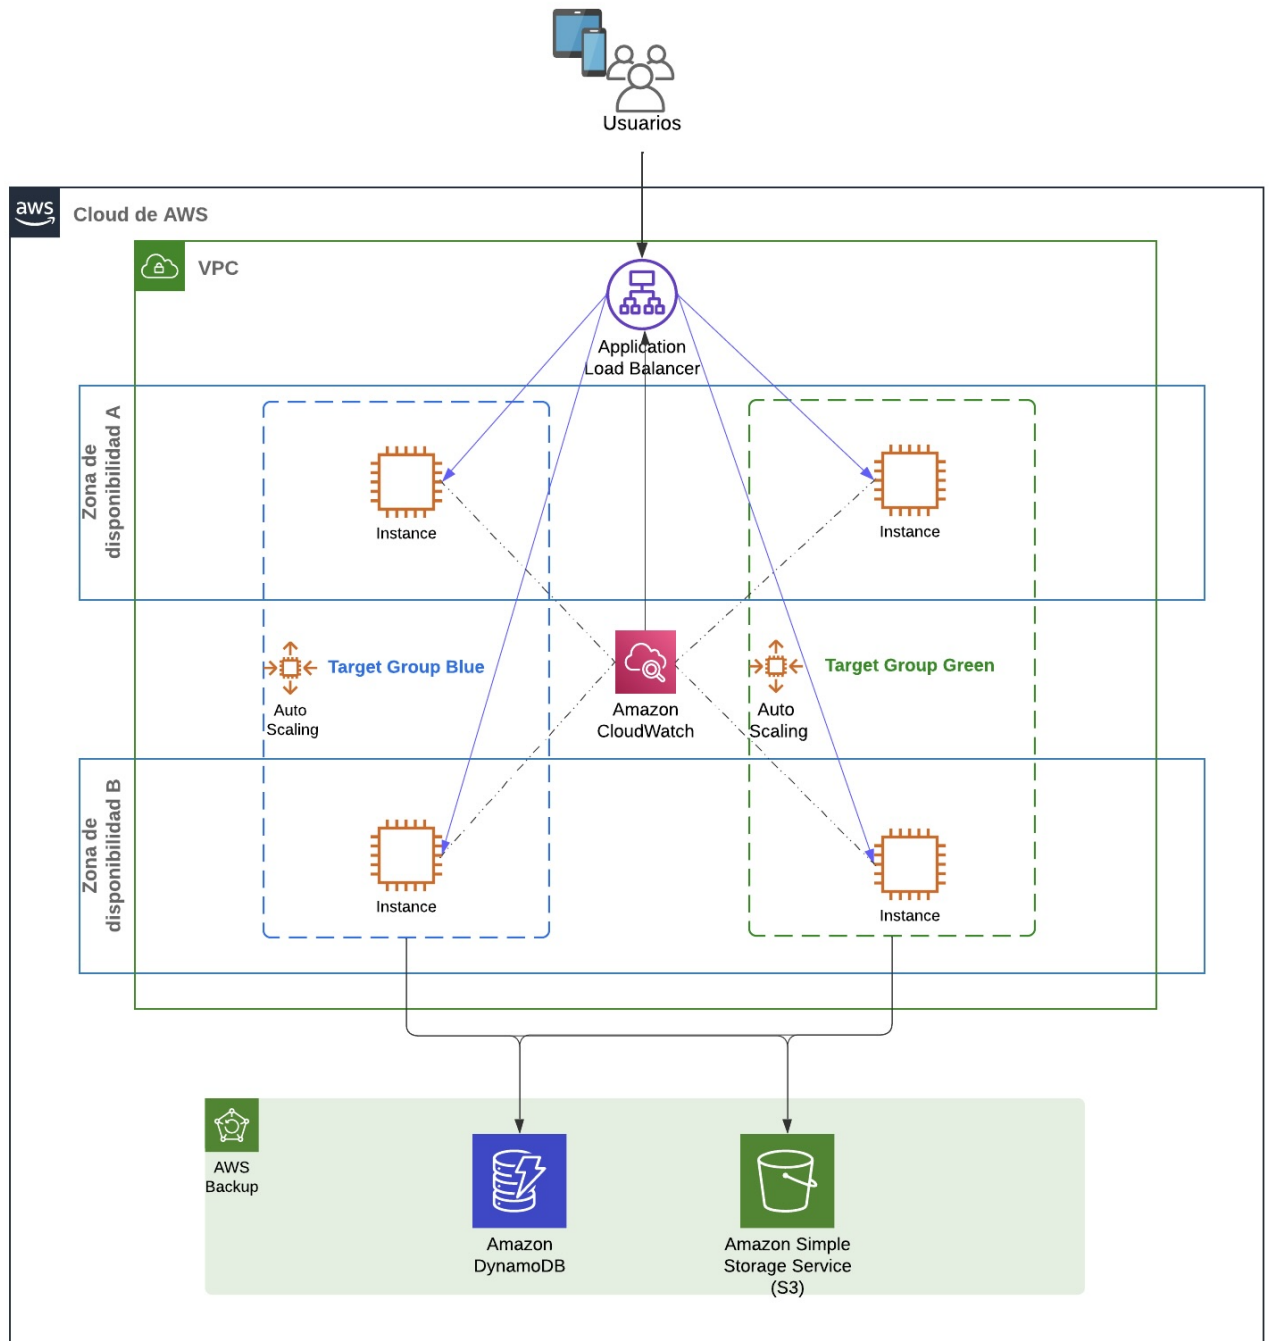 Usuarios
aws
Cloud de AWS
VPC
Application
Load Balancer
Zona de
disponibilidad A
Instance
Instance
Auto
Scaling
Target Group Blue
Amazon
CloudWatch
Auto
Scaling
Target Group Green
Zona de
disponibilidad B
Instance
Instance
AWS
Backup
Amazon
DynamoDB
Amazon Simple
Storage Service
(S3)